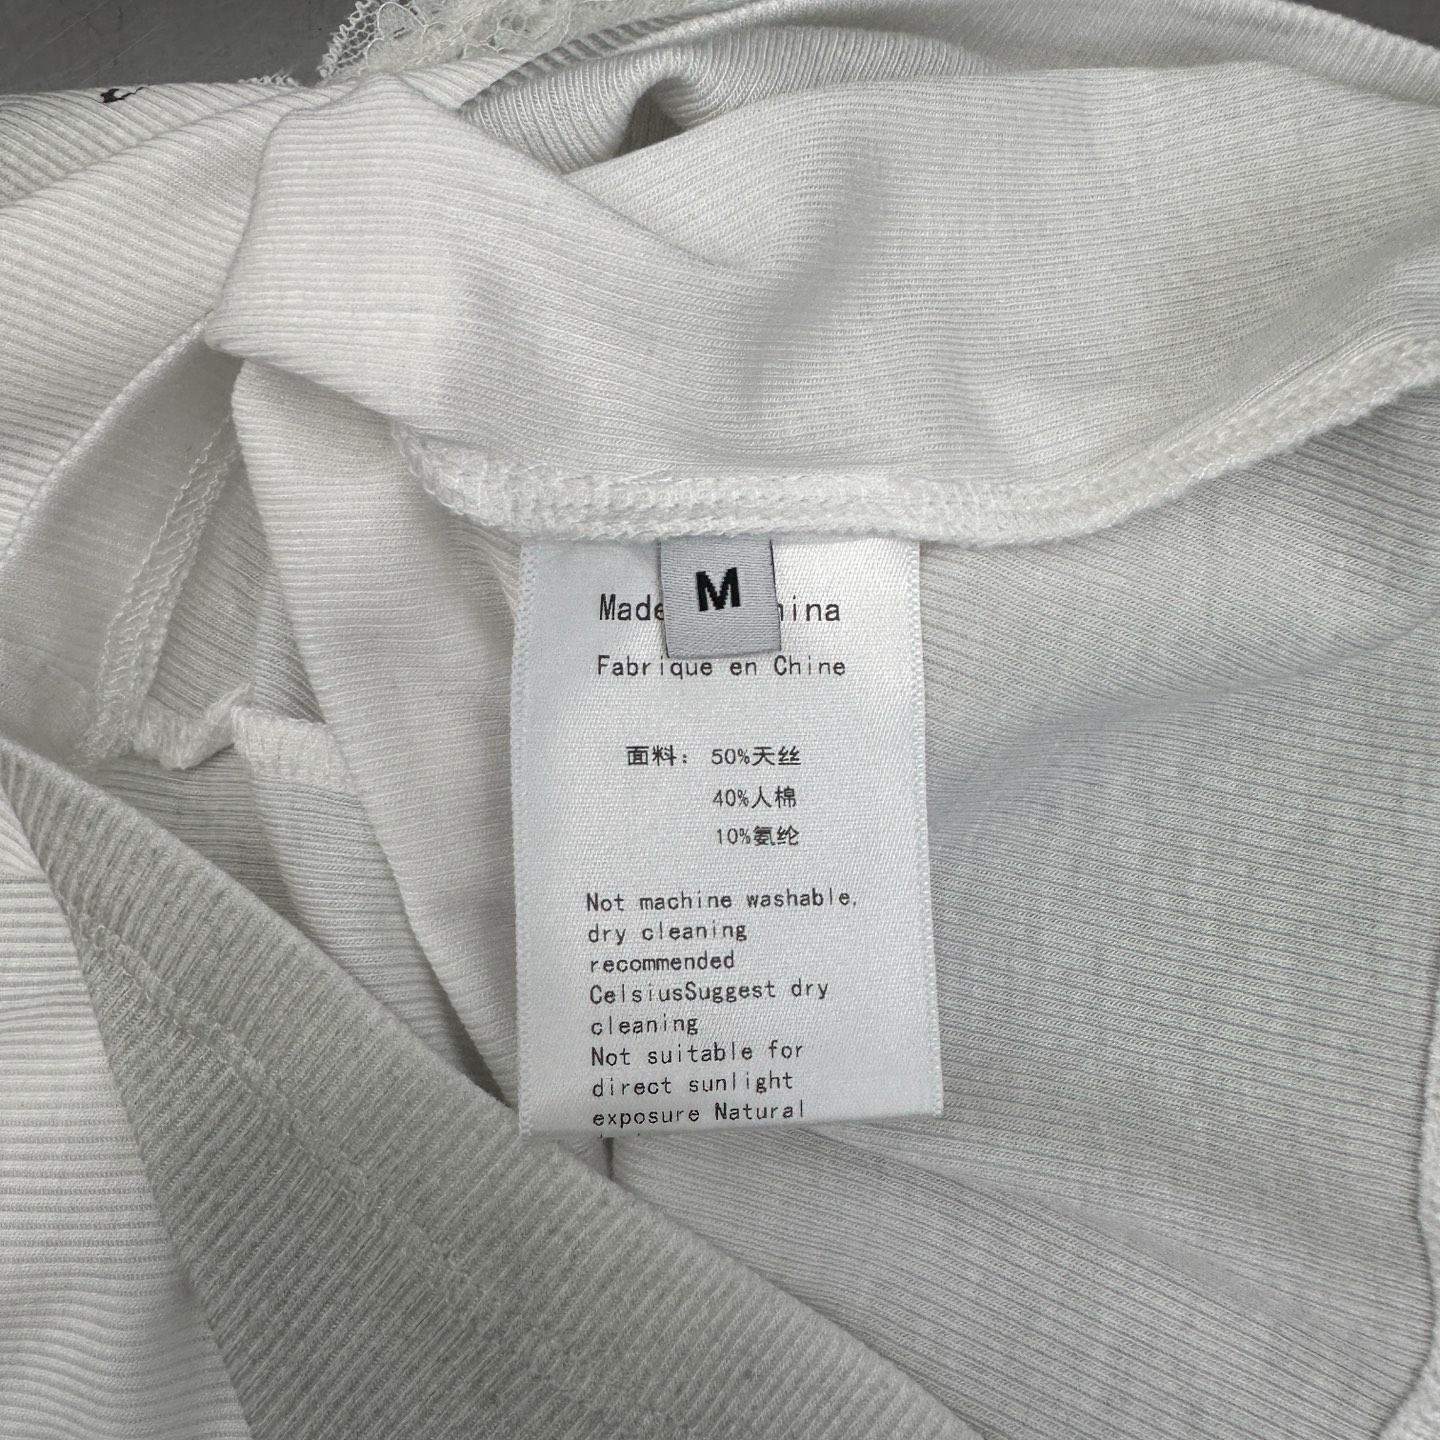 M
Made ina
Fabrique en Chine
面料: 50%天丝
40%人棉
10%氨纶
Not machine washable,
dry cleaning
recommended
CelsiusSuggest dry
cleaning
Not suitable for
direct sunlight
exposure Natural